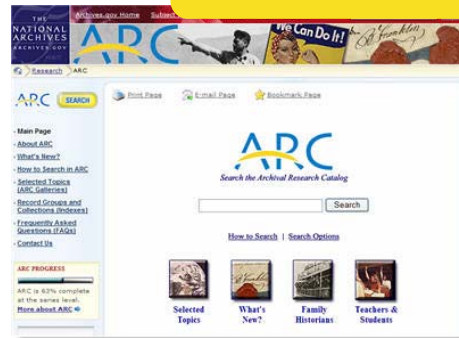 THE
NATIONAL
ARCHIVES
ARCHIVES.GOV
Archives.gov Home Subject
ARC
We Can Do It!
B. Franklin
Research ARC
ARC SEARCH
Print Page E-mail Page Bookmark Page
Main Page
About ARC
What's New?
How to Search in ARC
Selected Topics
(ARC Galleries)
Record Groups and
Collections (Indexes)
Frequently Asked
Questions (FAQs)
Contact Us
ARC PROGRESS
ARC is 63% complete
at the series level.
More about ARC
ARC
Search the Archival Research Catalog
Search
How to Search | Search Options
Selected
Topics
What's
New?
Family
Historians
Teachers &
Students